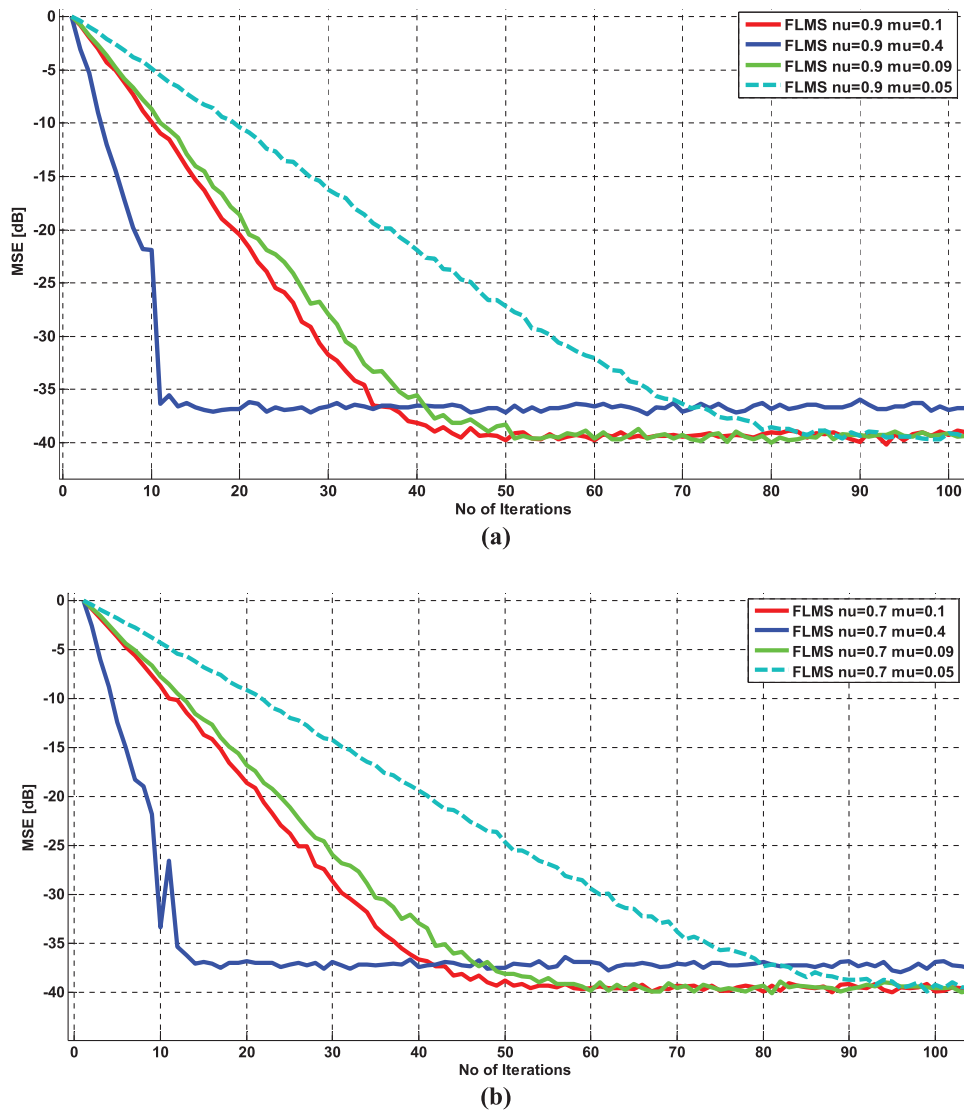 0
-5
-10
-15
-20
-25
-30
-35
-40
MSE [dB]
FLMS nu=0.9 mu=0.1
FLMS nu=0.9 mu=0.4
FLMS nu=0.9 mu=0.09
FLMS nu=0.9 mu=0.05
0 10 20 30 40 50 60 70 80 90 100
No of Iterations
(a)
0
-5
-10
-15
-20
-25
-30
-35
-40
MSE [dB]
FLMS nu=0.7 mu=0.1
FLMS nu=0.7 mu=0.4
FLMS nu=0.7 mu=0.09
FLMS nu=0.7 mu=0.05
0 10 20 30 40 50 60 70 80 90 100
No of Iterations
(b)